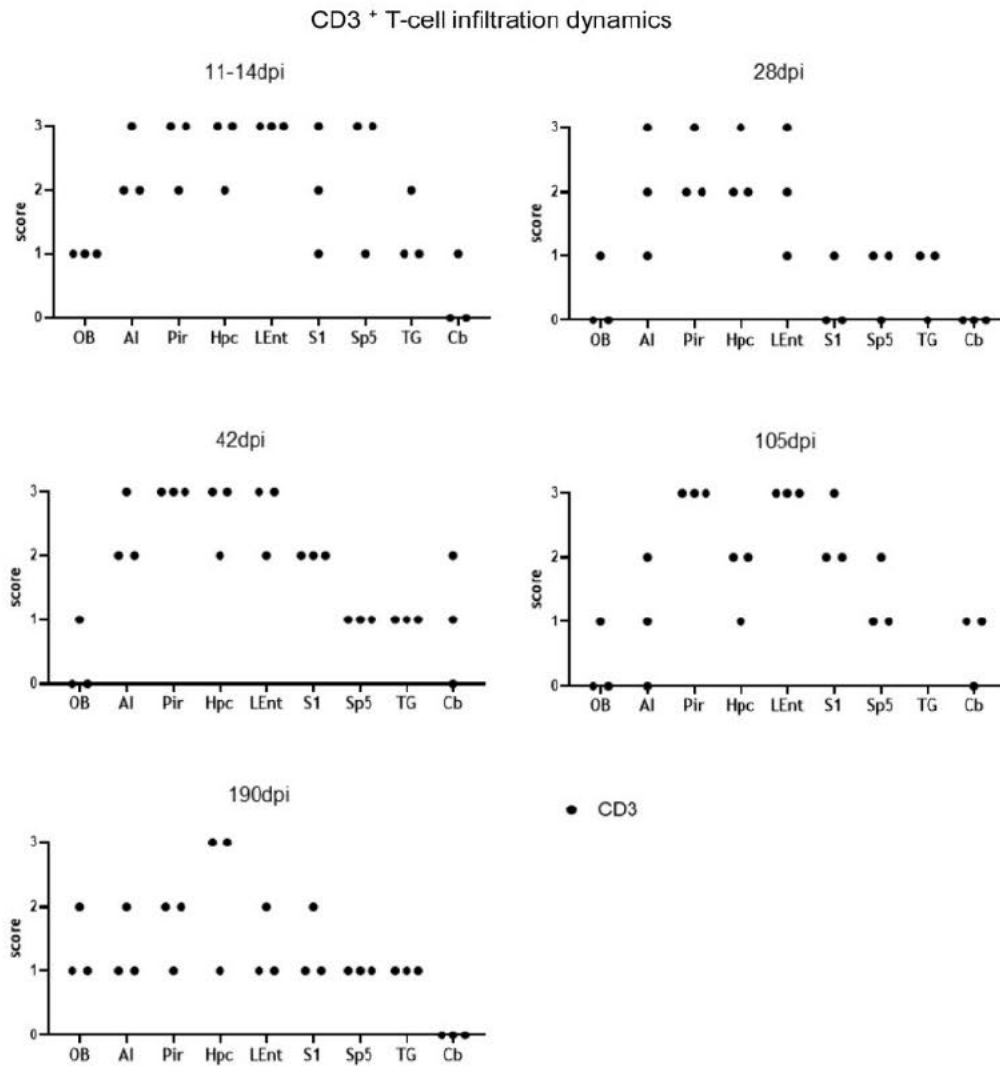 CD3 + T-cell infiltration dynamics
11-14dpi
3
2
1
0
score
OB AI Pir Hpc LEnt S1 Sp5 TG Cb
28dpi
3
2
1
0
score
OB AI Pir Hpc LEnt S1 Sp5 TG Cb
42dpi
3
2
1
0
score
OB AI Pir Hpc LEnt S1 Sp5 TG Cb
105dpi
3
2
1
0
score
OB AI Pir Hpc LEnt S1 Sp5 TG Cb
190dpi
3
2
1
0
score
OB AI Pir Hpc LEnt S1 Sp5 TG Cb
CD3